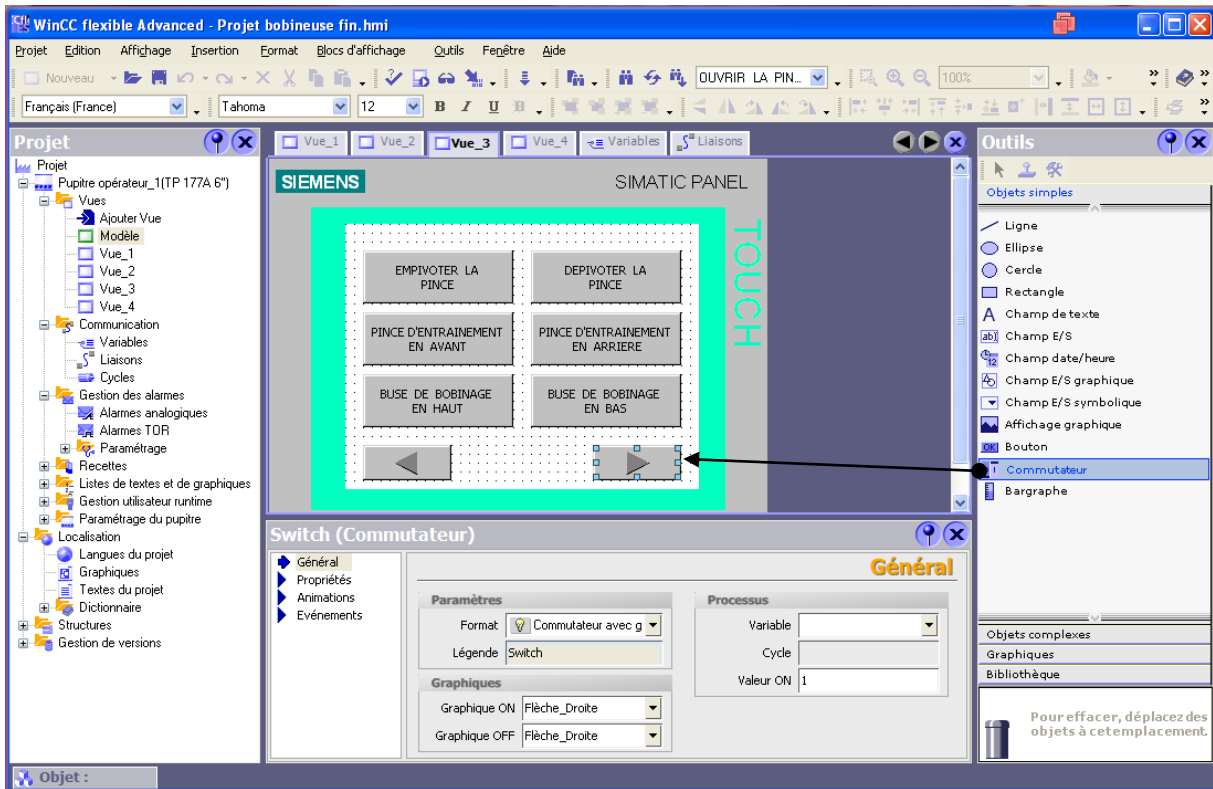 WinCC flexible Advanced - Projet bobineuse fin.hmi
Projet Edition Affichage Insertion Format Blocs d'affichage Outils Fenêtre Aide
Nouveau OUVRIR LA PIN... 100%
Français (France) Tahoma 12 B I U
Projet
Projet
Pupitre opérateur_1(TP 177A 6")
Vues
Ajouter Vue
Modèle
Vue_1
Vue_2
Vue_3
Vue_4
Communication
Variables
Liaisons
Cycles
Gestion des alarmes
Alarmes analogiques
Alarmes TOR
Paramétrage
Recettes
Listes de textes et de graphiques
Gestion utilisateur runtime
Paramétrage du pupitre
Localisation
Langues du projet
Graphiques
Textes du projet
Dictionnaire
Structures
Gestion de versions
Vue_1 Vue_2 Vue_3 Vue_4 Variables Liaisons
SIEMENS SIMATIC PANEL
TOUCH
EMPIVOTER LA
PINCE
DEPIVOTER LA
PINCE
PINCE D'ENTRAINEMENT
EN AVANT
PINCE D'ENTRAINEMENT
EN ARRIERE
BUSE DE BOBINAGE
EN HAUT
BUSE DE BOBINAGE
EN BAS
Switch (Commutateur)
Général
Propriétés
Animations
Evénements
Général
Paramètres
Format Commutateur avec g
Légende Switch
Graphiques
Graphique ON Flèche_Droite
Graphique OFF Flèche_Droite
Processus
Variable
Cycle
Valeur ON 1
Outils
Objets simples
Ligne
Ellipse
Cercle
Rectangle
A Champ de texte
Champ E/S
Champ date/heure
Champ E/S graphique
Champ E/S symbolique
Affichage graphique
OK Bouton
Commutateur
Bargraphe
Objets complexes
Graphiques
Bibliothèque
Pour effacer, déplacez des
objets à cet emplacement.
Objet :